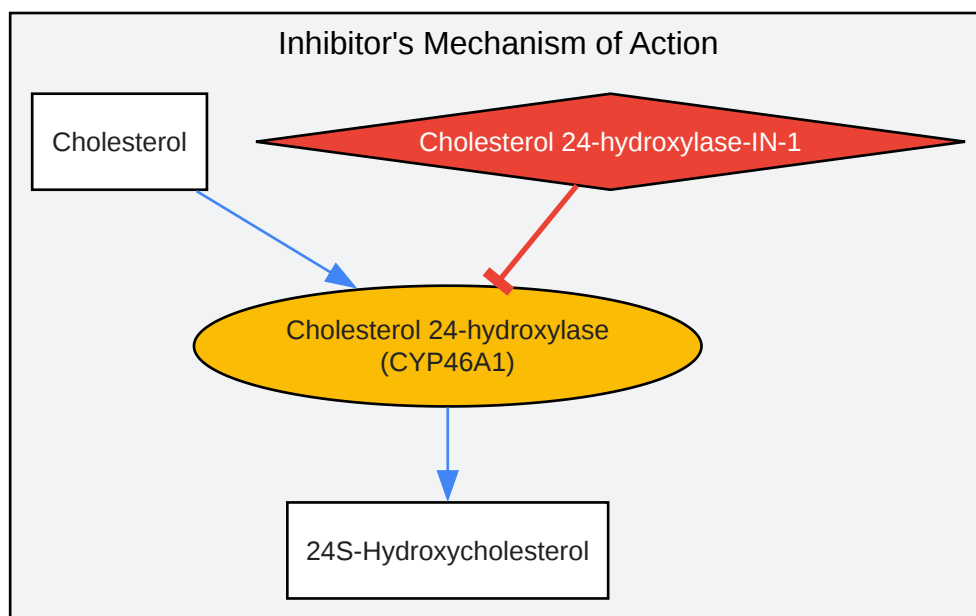 Inhibitor's Mechanism of Action
Cholesterol
Cholesterol 24-hydroxylase-IN-1
Cholesterol 24-hydroxylase
(CYP46A1)
24S-Hydroxycholesterol